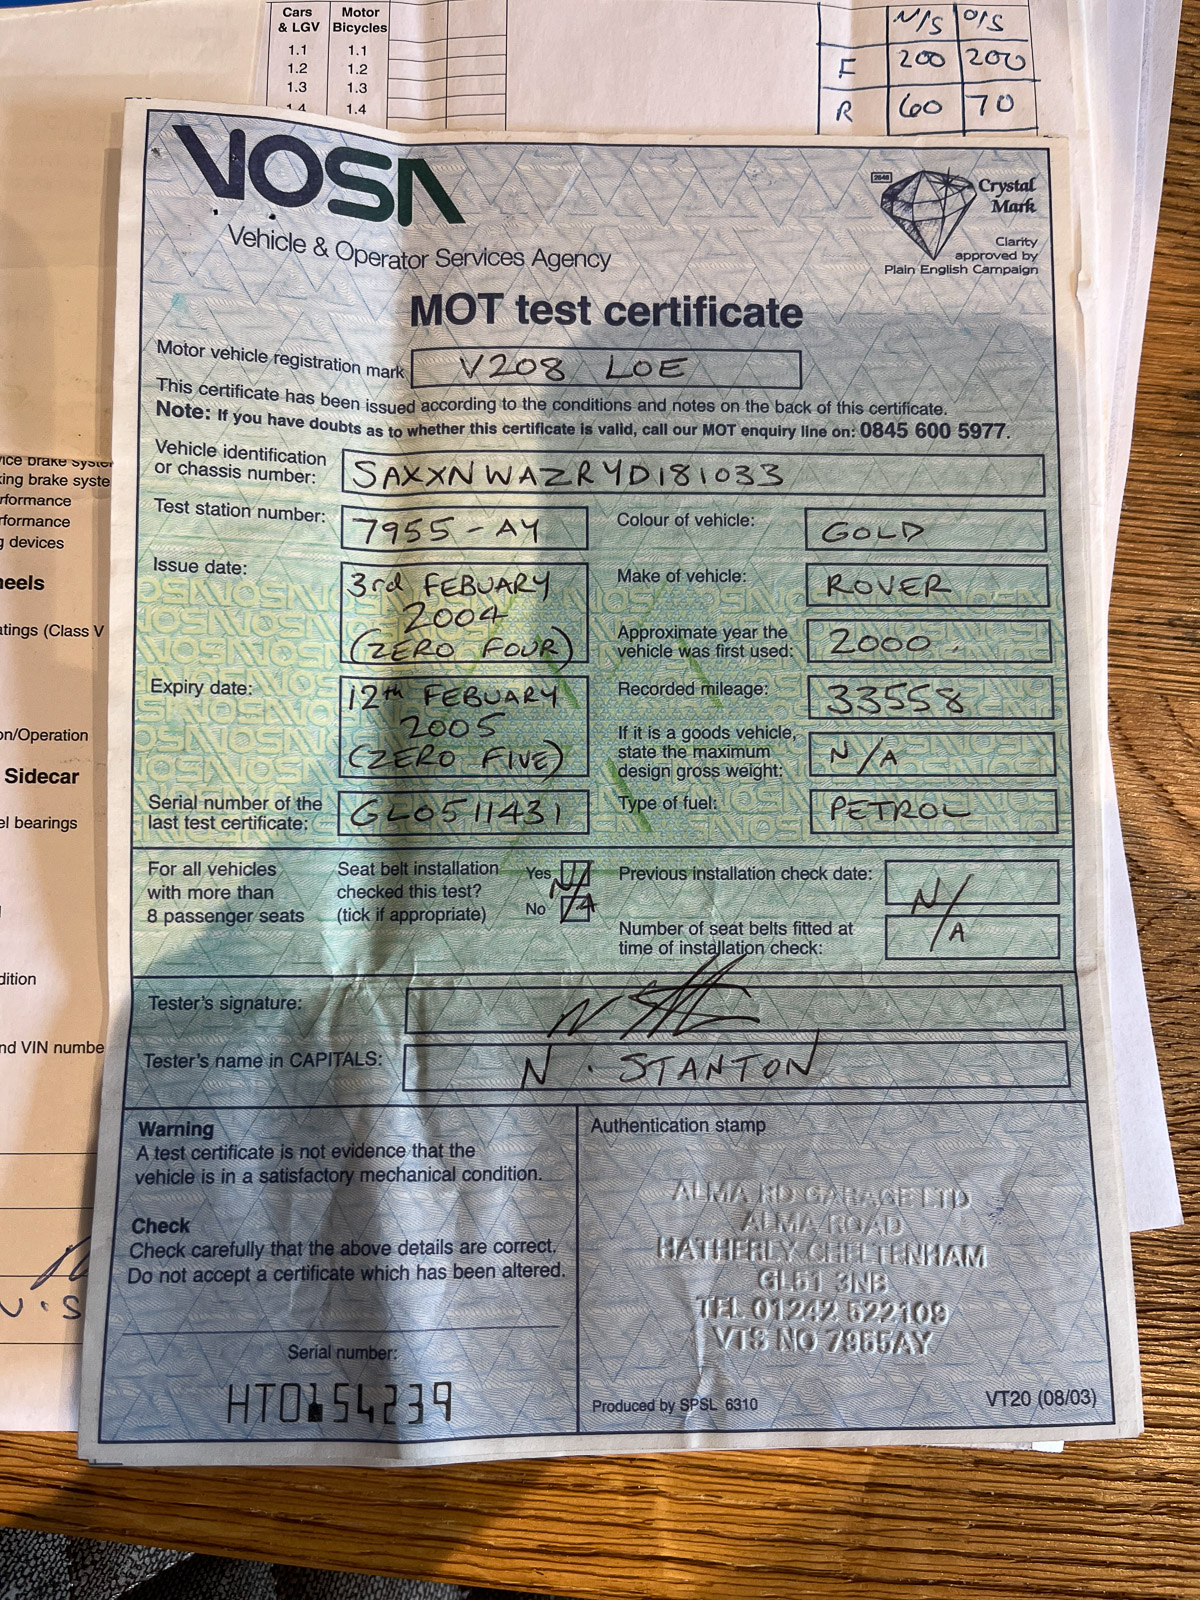 Cars & LGV
Motor Bicycles
1.1 1.1
1.2 1.2
1.3 1.3
1.4 1.4
N/S O/S
F 200 200
R 60 70
VOSA
Vehicle & Operator Services Agency
Crystal Mark
Clarity approved by
Plain English Campaign
MOT test certificate
Motor vehicle registration mark V208 LOE
This certificate has been issued according to the conditions and notes on the back of this certificate.
Note: If you have doubts as to whether this certificate is valid, call our MOT enquiry line on: 0845 600 5977.
Vehicle identification
or chassis number: SAXXNWAZRYD181033
Test station number: 7955-AY
Colour of vehicle: GOLD
Issue date: 3rd FEBUARY
2004
(ZERO FOUR)
Make of vehicle: ROVER
Approximate year the
vehicle was first used: 2000
Expiry date: 12th FEBUARY
2005
(ZERO FIVE)
Recorded mileage: 33558
If it is a goods vehicle,
state the maximum
design gross weight: N/A
Serial number of the
last test certificate: GL0511431
Type of fuel: PETROL
For all vehicles
with more than
8 passenger seats
Seat belt installation
checked this test?
(tick if appropriate)
Yes
No
N/A
Previous installation check date:
Number of seat belts fitted at
time of installation check:
N/A
Tester's signature:
Tester's name in CAPITALS: N. STANTON
Warning
A test certificate is not evidence that the
vehicle is in a satisfactory mechanical condition.
Check
Check carefully that the above details are correct.
Do not accept a certificate which has been altered.
Serial number:
HT0154239
Authentication stamp
ALMA RD GARAGE LTD
ALMA ROAD
HATHERLEY CHELTENHAM
GL51 3NB
TEL 01242 522109
VTS NO 7955AY
Produced by SPSL 6310
VT20 (08/03)
performance
devices
(Class V
on/Operation
Sidecar
bearings
VIN